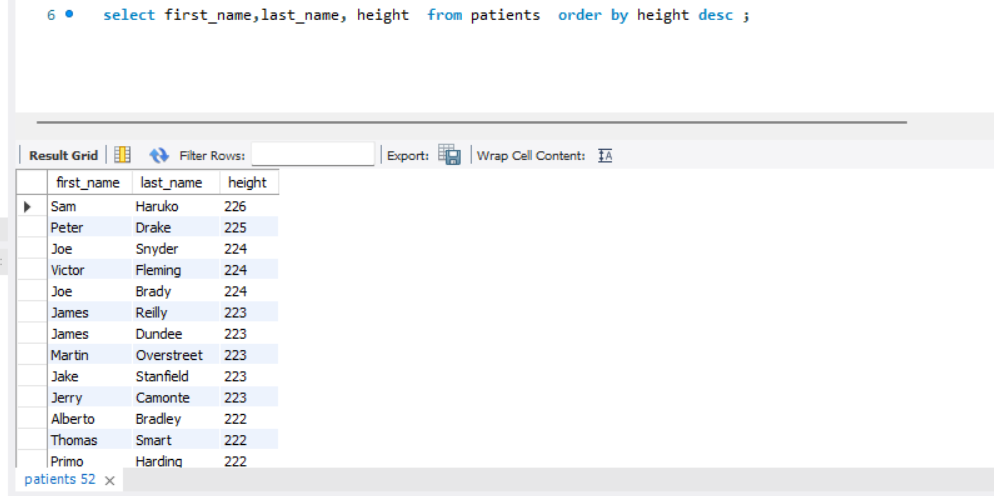 6 select first_name,last_name, height from patients order by height desc ;
Result Grid Filter Rows: Export: Wrap Cell Content: IA
first_name last_name height
Sam Haruko 226
Peter Drake 225
Joe Snyder 224
Victor Fleming 224
Joe Brady 224
James Reilly 223
James Dundee 223
Martin Overstreet 223
Jake Stanfield 223
Jerry Camonte 223
Alberto Bradley 222
Thomas Smart 222
Primo Harding 222
patients 52 ×